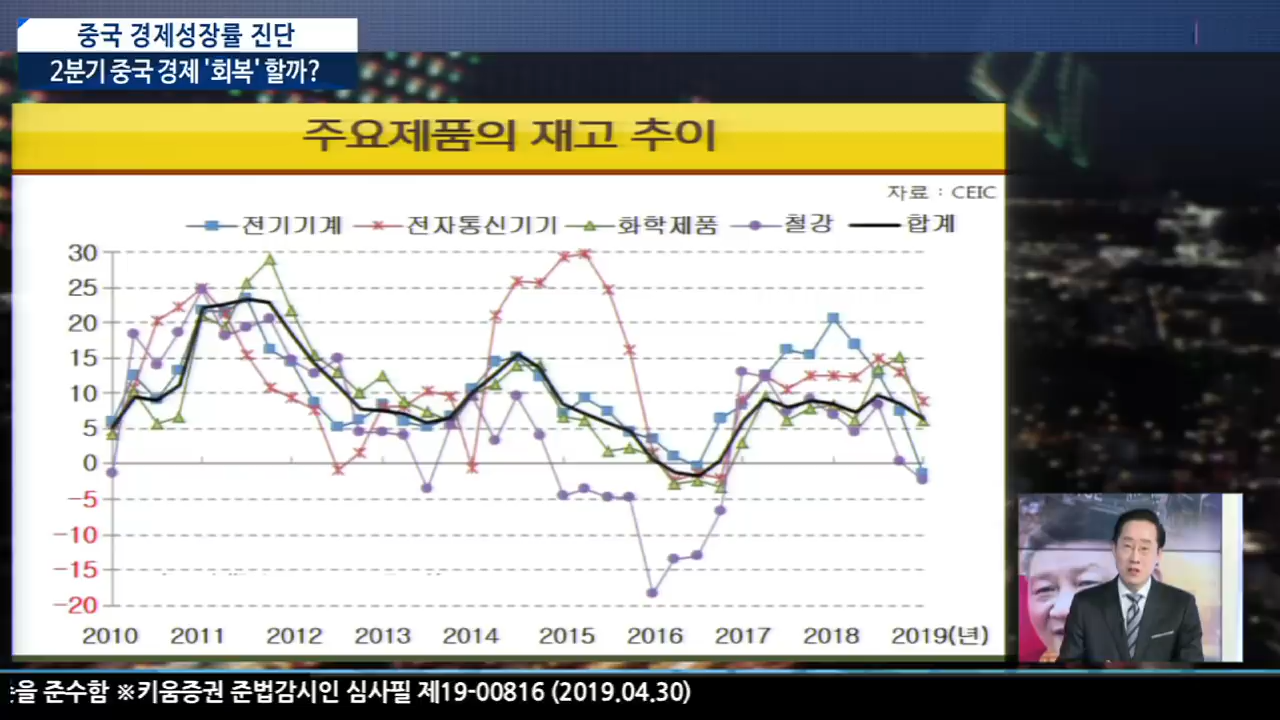 중국 경제성장률 진단
2분기 중국 경제 '회복' 할까?
주요제품의 재고 추이
자료 : CEIC
전기기계 전자통신기기 화학제품 철강 합계
30
25
20
15
10
5
0
-5
-10
-15
-20
2010 2011 2012 2013 2014 2015 2016 2017 2018 2019(년)
을 준수함 ※키움증권 준법감시인 심사필 제19-00816 (2019.04.30)